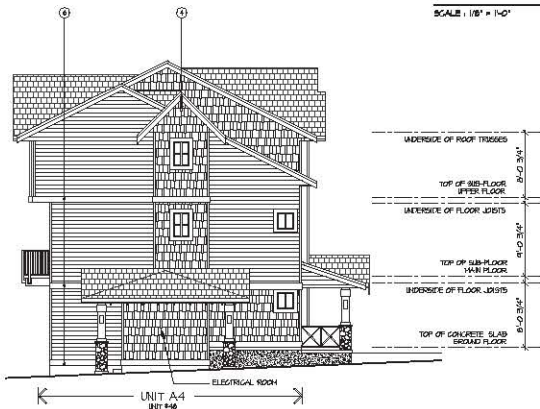 SCALE : 1/8" = 1'-0"
6
4
UNDERSIDE OF ROOF TRUSSES
8'-0 3/4"
TOP OF SUB-FLOOR
UPPER FLOOR
UNDERSIDE OF FLOOR JOISTS
9'-0 3/4"
TOP OF SUB-FLOOR
MAIN FLOOR
UNDERSIDE OF FLOOR JOISTS
8'-0 3/4"
TOP OF CONCRETE SLAB
GROUND FLOOR
ELECTRICAL ROOM
UNIT A4